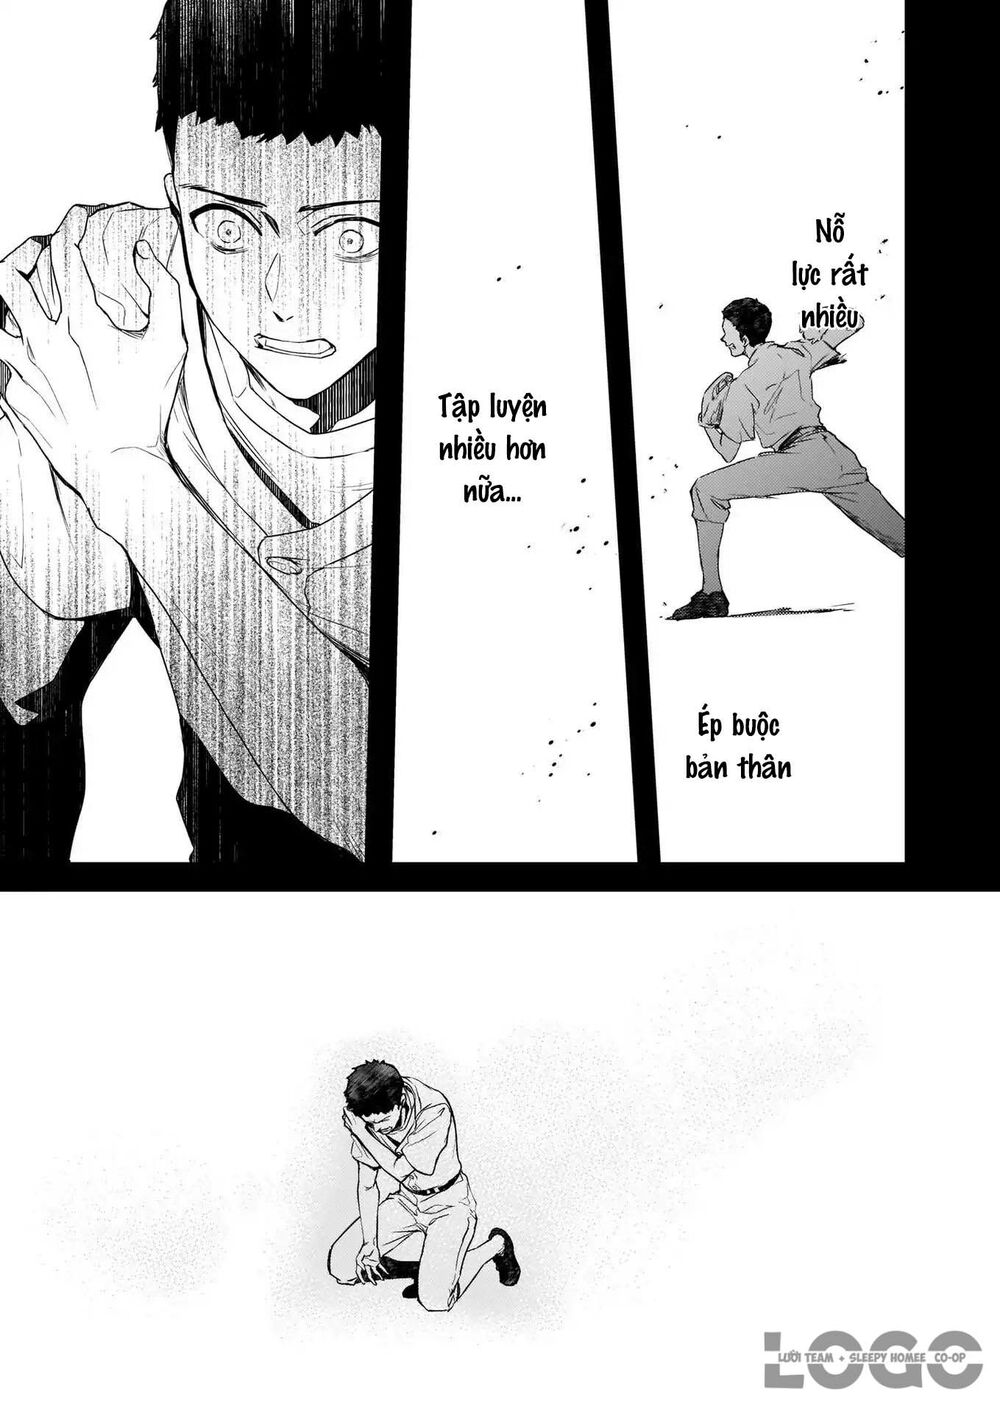 Nỗ
lực rất
nhiều
Ép buộc
bản thân
Tập luyện
nhiều hơn
nữa...
LOGO
LƯỜI TEAM + SLEEPY HOMEE CO-OP